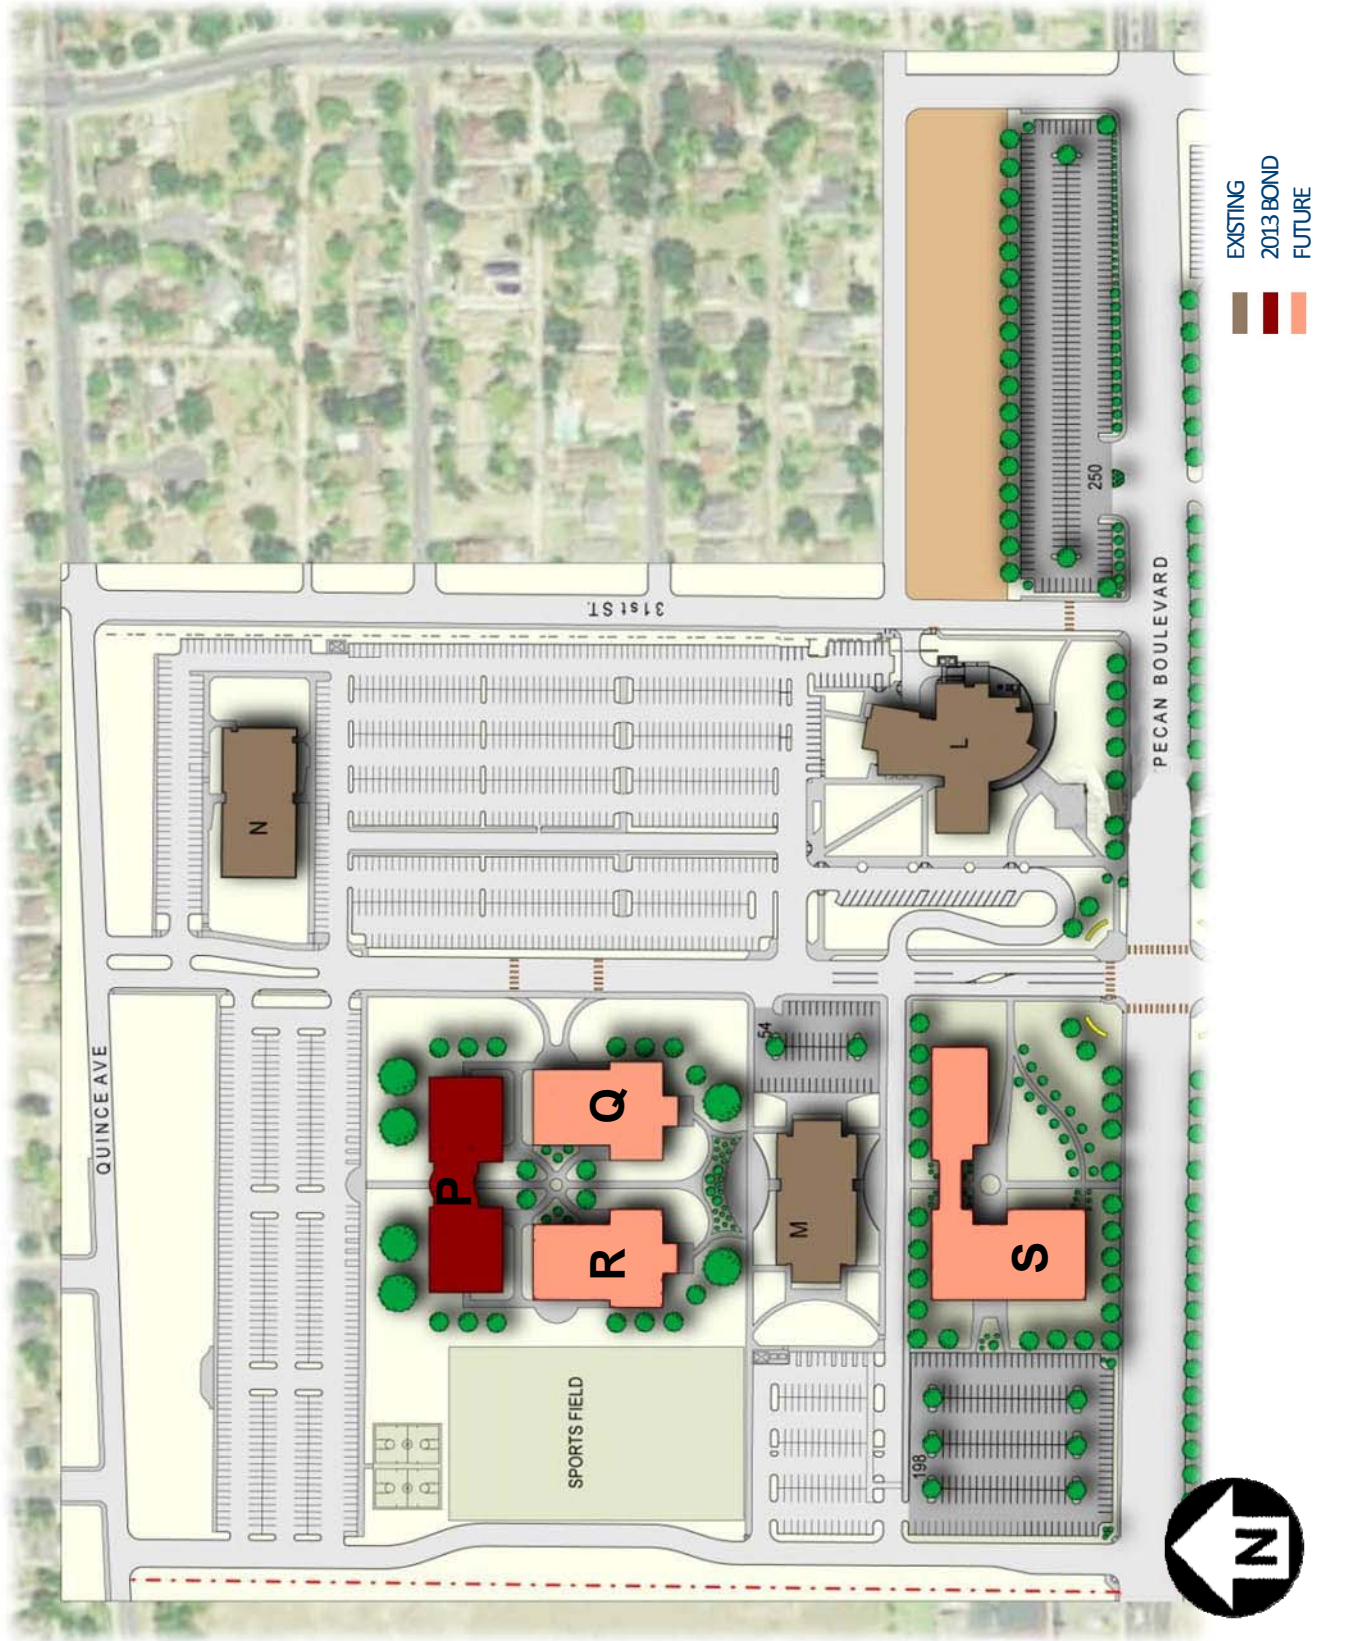 QUINCE AVE
31st ST.
PECAN BOULEVARD
N
L
250
54
P
Q
R
M
S
198
SPORTS FIELD
EXISTING
2013 BOND
FUTURE
N